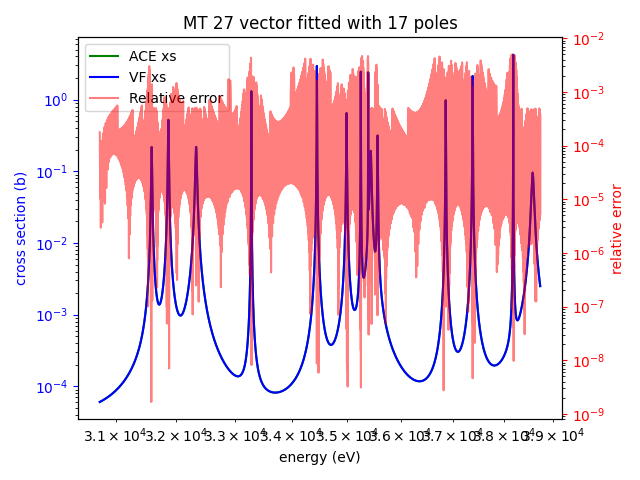 MT 27 vector fitted with 17 poles
ACE xs
VF xs
Relative error
10⁰
10⁻¹
10⁻²
10⁻³
10⁻⁴
cross section (b)
10⁻²
10⁻³
10⁻⁴
10⁻⁵
10⁻⁶
10⁻⁷
10⁻⁸
10⁻⁹
relative error
3.1 × 10⁴ 3.2 × 10⁴ 3.3 × 10⁴ 3.4 × 10⁴ 3.5 × 10⁴ 3.6 × 10⁴ 3.7 × 10⁴ 3.8 × 10⁴ 3.9 × 10⁴
energy (eV)